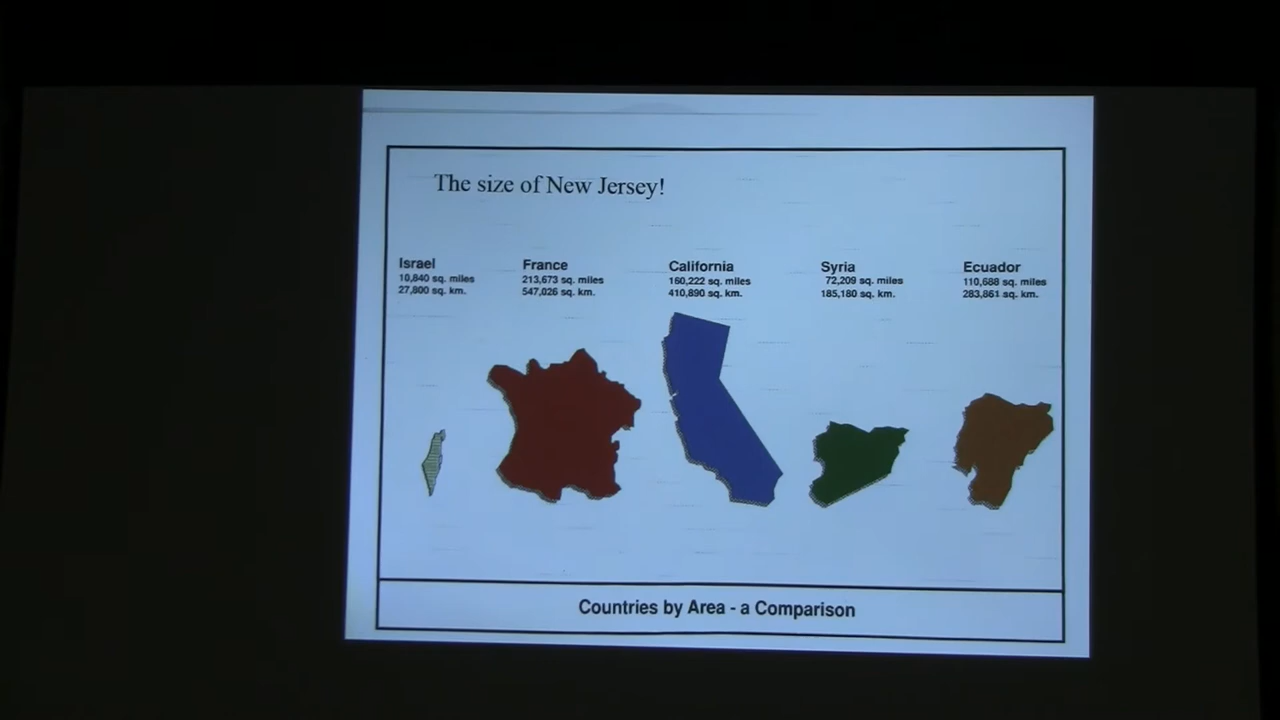 The size of New Jersey!
Israel
10,840 sq. miles
27,800 sq. km.
France
213,673 sq. miles
547,026 sq. km.
California
160,222 sq. miles
410,890 sq. km.
Syria
72,209 sq. miles
185,180 sq. km.
Ecuador
110,688 sq. miles
283,861 sq. km.
Countries by Area - a Comparison